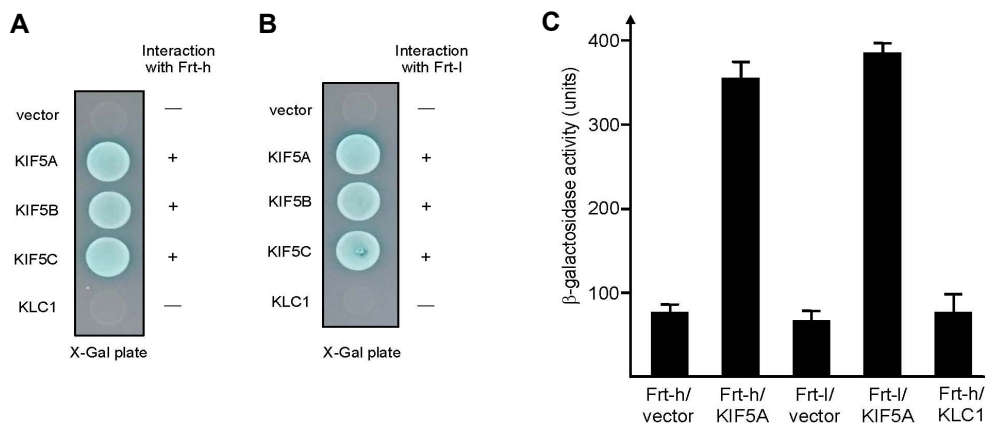 A
Interaction
with Frt-h
vector
—
KIF5A
+
KIF5B
+
KIF5C
+
KLC1
—
X-Gal plate
B
Interaction
with Frt-l
vector
—
KIF5A
+
KIF5B
+
KIF5C
+
KLC1
—
X-Gal plate
C
β-galactosidase activity (units)
400
300
200
100
Frt-h/
vector
Frt-h/
KIF5A
Frt-l/
vector
Frt-l/
KIF5A
Frt-h/
KLC1